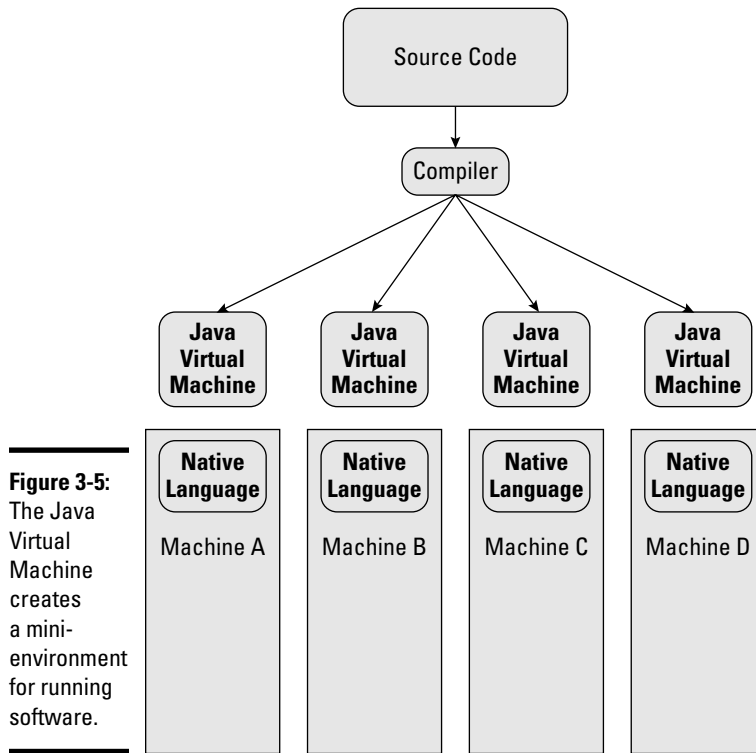 Source Code
Compiler
Java
Virtual
Machine
Java
Virtual
Machine
Java
Virtual
Machine
Java
Virtual
Machine
Native
Language
Machine A
Native
Language
Machine B
Native
Language
Machine C
Native
Language
Machine D
Figure 3-5:
The Java
Virtual
Machine
creates
a mini-
environment
for running
software.